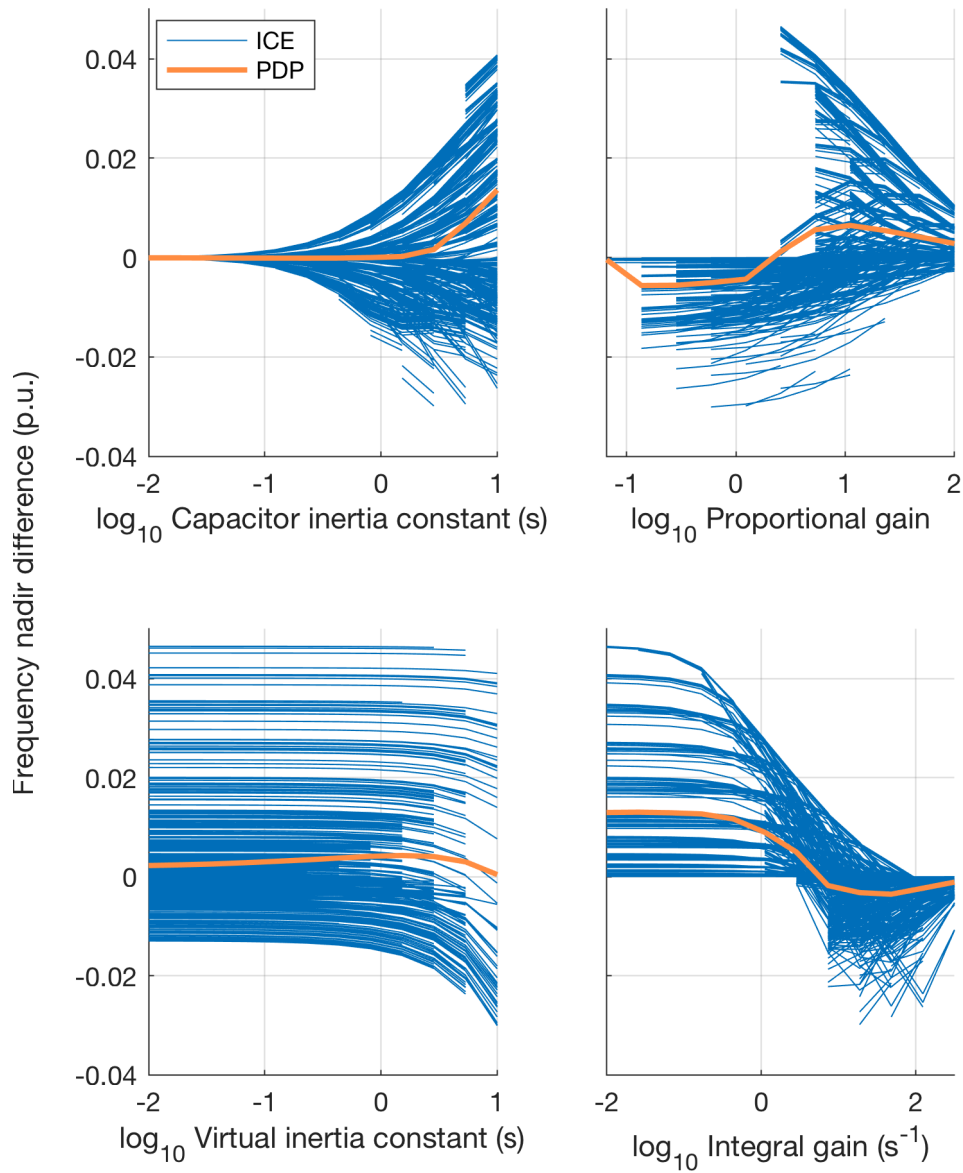 ICE
PDP
0.04
0.02
0
-0.02
-0.04
-2 -1 0 1
-1 0 1 2
log10 Capacitor inertia constant (s)
log10 Proportional gain
Frequency nadir difference (p.u.)
0.04
0.02
0
-0.02
-0.04
-2 -1 0 1
-2 0 2
log10 Virtual inertia constant (s)
log10 Integral gain (s-1)